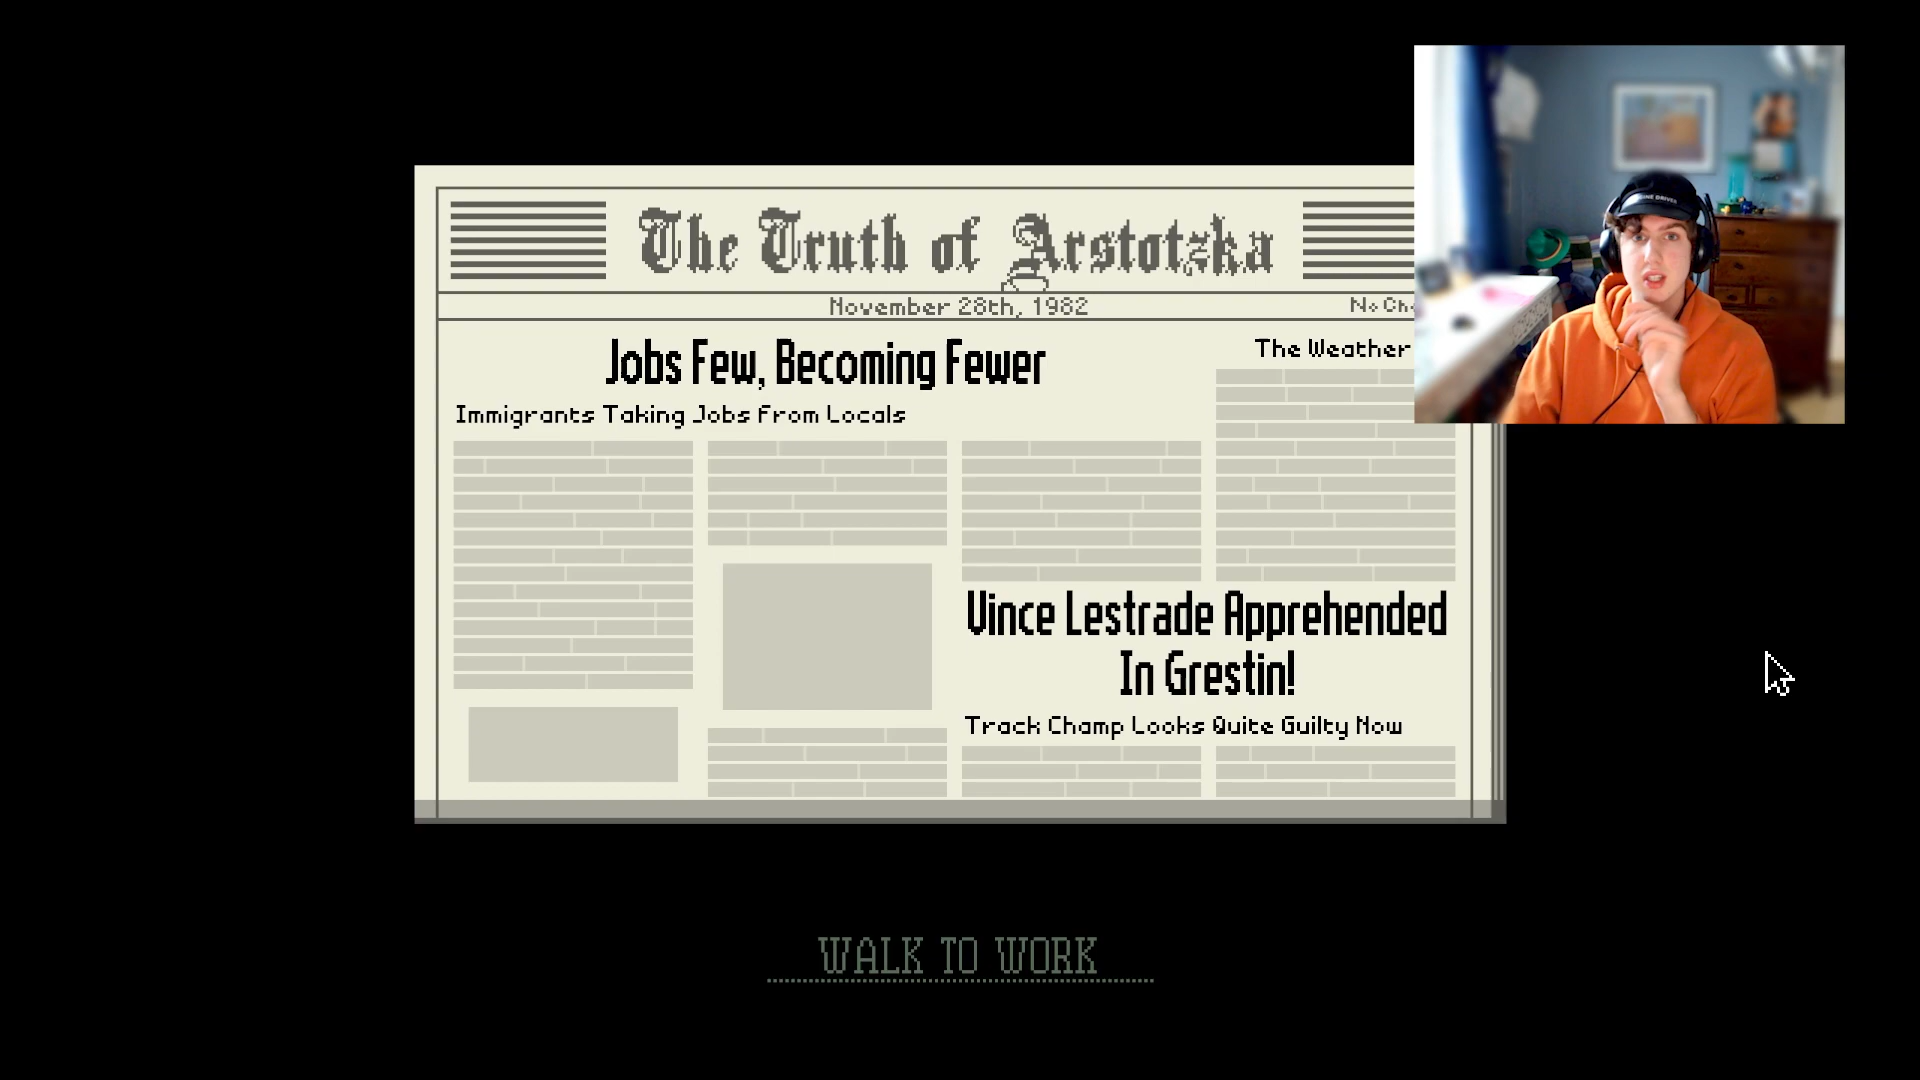 The Truth of Arstotzka
November 28th, 1982
Jobs Few, Becoming Fewer
Immigrants Taking Jobs From Locals
The Weather
Vince Lestrade Apprehended
In Grestin!
Track Champ Looks Quite Guilty Now
WALK TO WORK